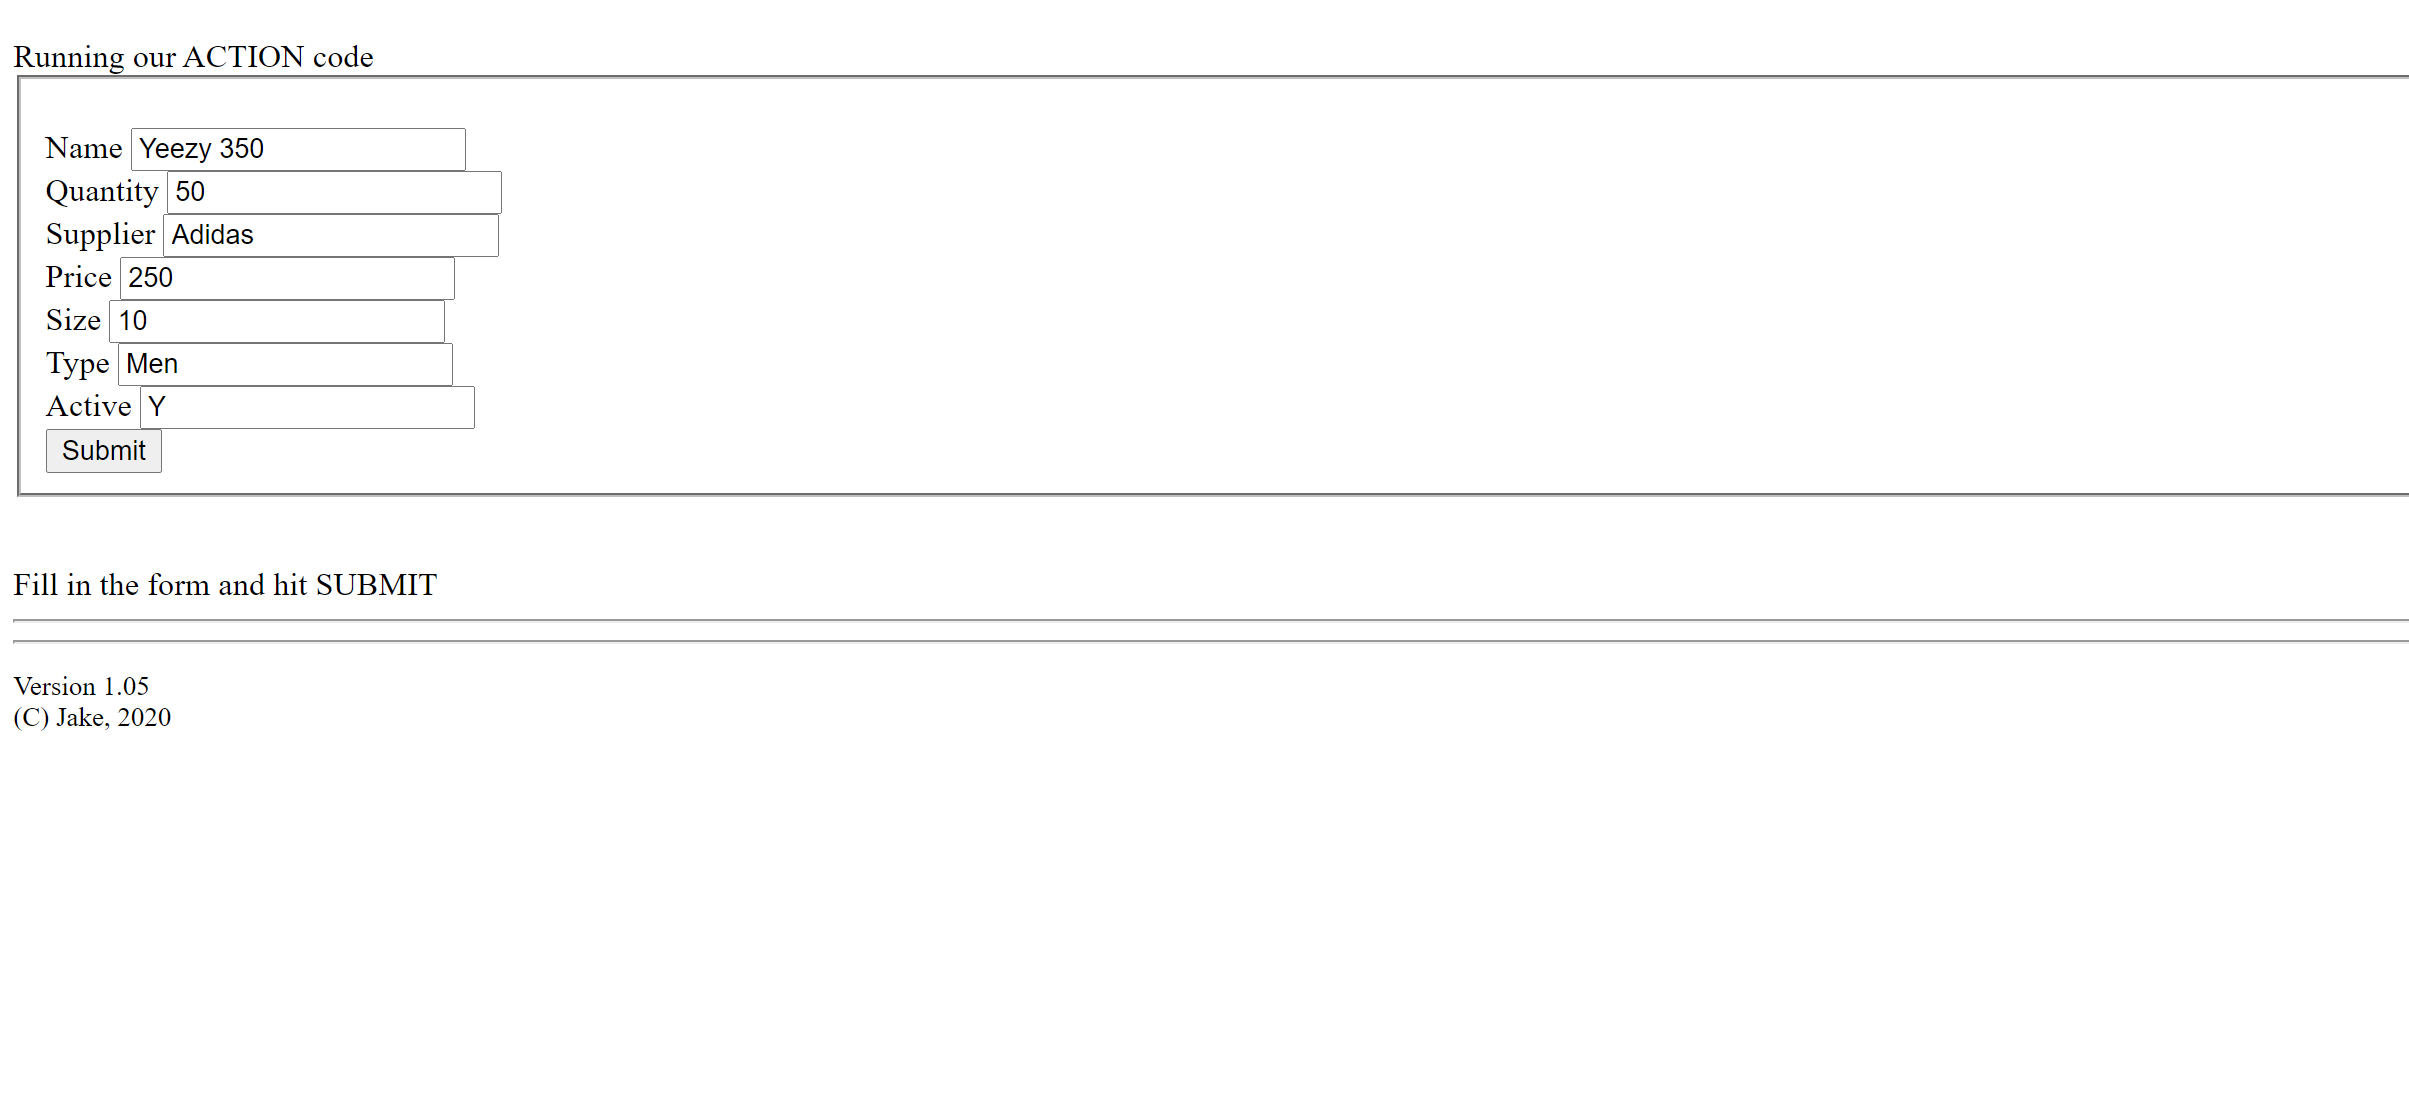 Running our ACTION code
Name Yeezy 350
Quantity 50
Supplier Adidas
Price 250
Size 10
Type Men
Active Y
Submit
Fill in the form and hit SUBMIT
Version 1.05
(C) Jake, 2020